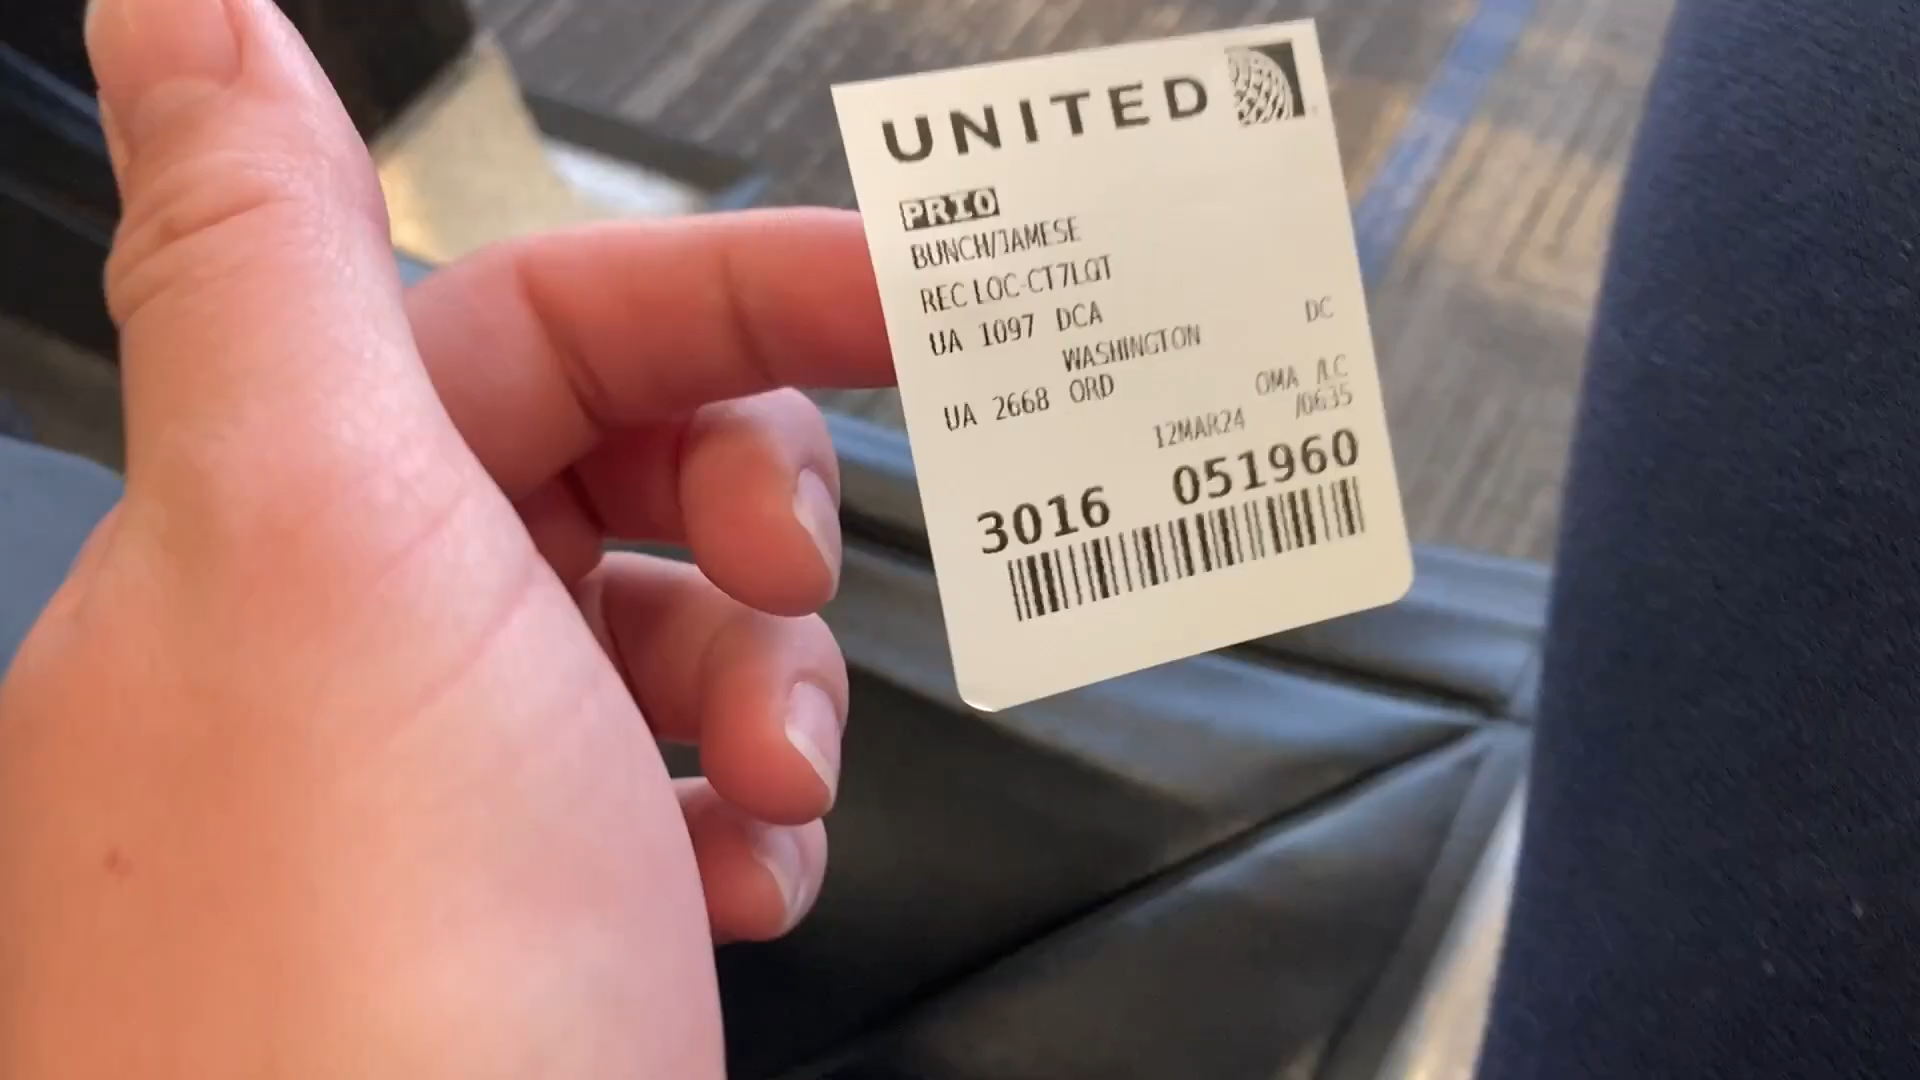 UNITED
PRIO
BUNCH/JAMESE
REC LOC-CT7LGT
UA 1097 DCA
WASHINGTON DC
UA 2668 ORD
OMA /LC
12MAR24 /0635
3016 051960